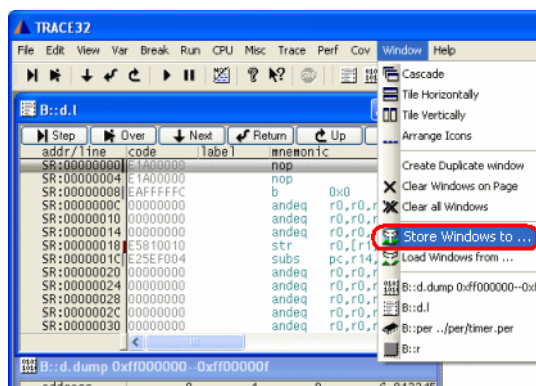 TRACE32
File Edit View Var Break Run CPU Misc Trace Perf Cov Window Help
B::d.l
Step Over Next Return Up
addr/line code label mnemonic
SR:00000000 E1A00000 nop
SR:00000004 E1A00000 nop
SR:00000008 EAFFFFFC b 0x0
SR:0000000C 00000000 andeq r0,r0,r
SR:00000010 00000000 andeq r0,r0,r
SR:00000014 00000000 andeq r0,r0,r
SR:00000018 E5810010 str r0,[r1
SR:0000001C E25EF004 subs pc,r14,
SR:00000020 00000000 andeq r0,r0,r
SR:00000024 00000000 andeq r0,r0,r
SR:00000028 00000000 andeq r0,r0,r
SR:0000002C 00000000 andeq r0,r0,r
SR:00000030 00000000 andeq r0,r0,r
Cascade
Tile Horizontally
Tile Vertically
Arrange Icons
Create Duplicate window
Clear Windows on Page
Clear all Windows
Store Windows to ...
Load Windows from ...
B::d.dump 0xff000000--0x
B::d.l
B::per ../per/timer.per
B::r
B::d.dump 0xff000000--0xff00000f